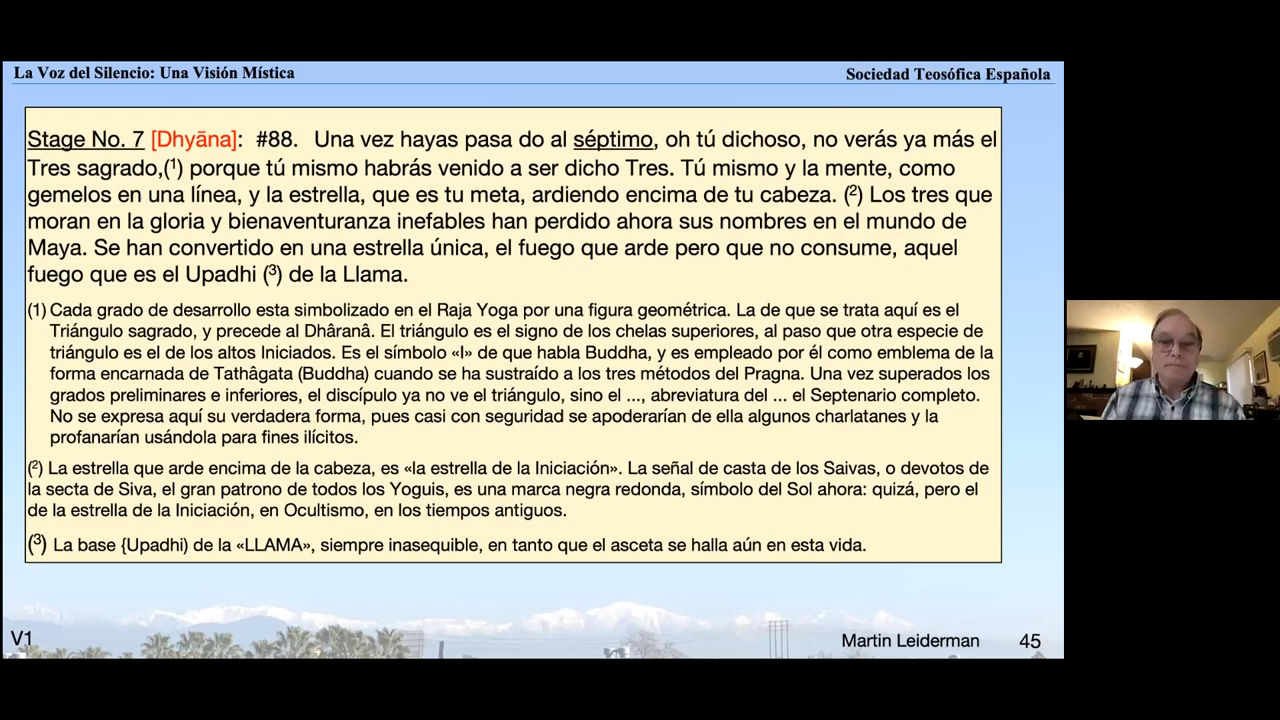 La Voz del Silencio: Una Visión Mística
Sociedad Teosófica Española
Stage No. 7 [Dhyāna]: #88. Una vez hayas pasa do al séptimo, oh tú dichoso, no verás ya más el
Tres sagrado,(¹) porque tú mismo habrás venido a ser dicho Tres. Tú mismo y la mente, como
gemelos en una línea, y la estrella, que es tu meta, ardiendo encima de tu cabeza. (²) Los tres que
moran en la gloria y bienaventuranza inefables han perdido ahora sus nombres en el mundo de
Maya. Se han convertido en una estrella única, el fuego que arde pero que no consume, aquel
fuego que es el Upadhi (³) de la Llama.
(1) Cada grado de desarrollo esta simbolizado en el Raja Yoga por una figura geométrica. La de que se trata aquí es el
Triángulo sagrado, y precede al Dhâranâ. El triángulo es el signo de los chelas superiores, al paso que otra especie de
triángulo es el de los altos Iniciados. Es el símbolo «I» de que habla Buddha, y es empleado por él como emblema de la
forma encarnada de Tathâgata (Buddha) cuando se ha sustraído a los tres métodos del Pragna. Una vez superados los
grados preliminares e inferiores, el discípulo ya no ve el triángulo, sino el ..., abreviatura del ... el Septenario completo.
No se expresa aquí su verdadera forma, pues casi con seguridad se apoderarían de ella algunos charlatanes y la
profanarían usándola para fines ilícitos.
(²) La estrella que arde encima de la cabeza, es «la estrella de la Iniciación». La señal de casta de los Saivas, o devotos de
la secta de Siva, el gran patrono de todos los Yoguis, es una marca negra redonda, símbolo del Sol ahora: quizá, pero el
de la estrella de la Iniciación, en Ocultismo, en los tiempos antiguos.
(³) La base {Upadhi) de la «LLAMA», siempre inasequible, en tanto que el asceta se halla aún en esta vida.
V1
Martin Leiderman 45